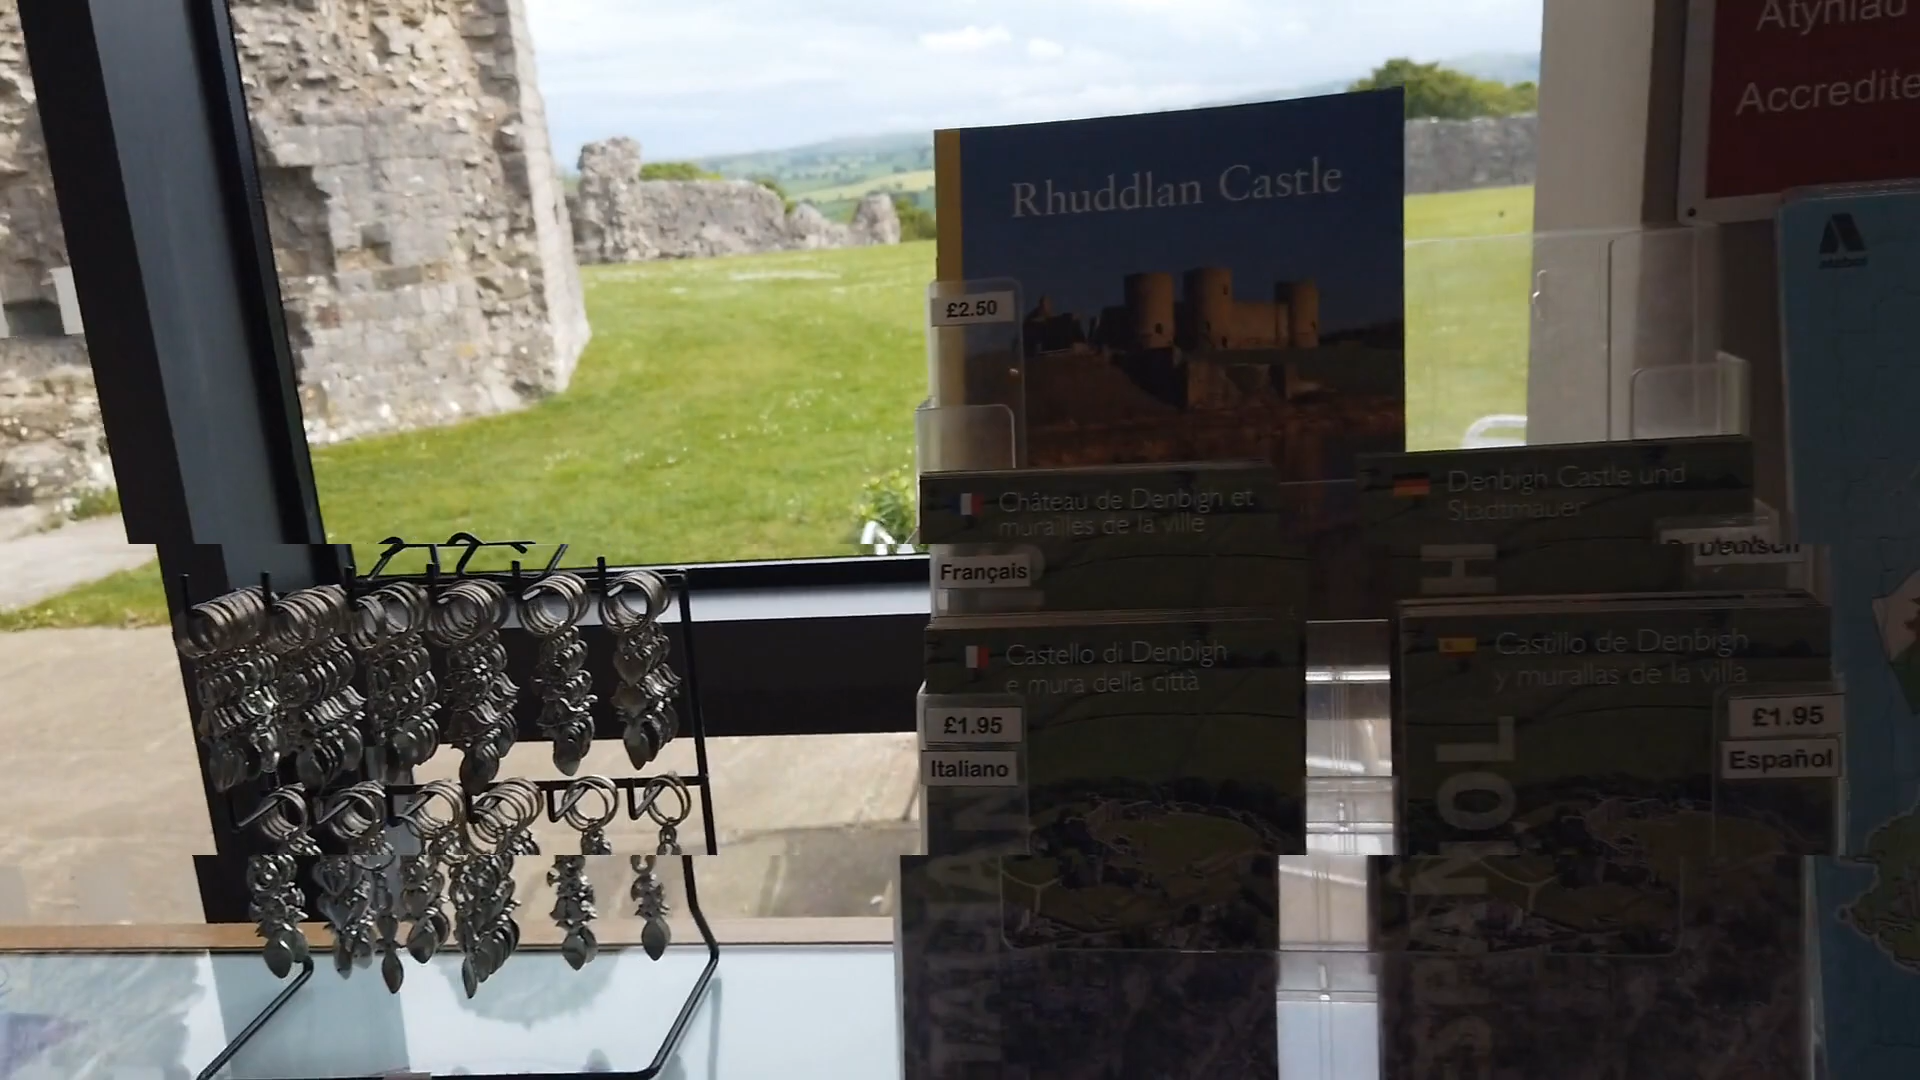 Atyniad
Accredite
Rhuddlan Castle
£2.50
Château de Denbigh et
murailles de la ville
Denbigh Castle und
Stadtmauer
Deutsch
Français
Castello di Denbigh
e mura della città
Castillo de Denbigh
y murallas de la villa
£1.95
Italiano
£1.95
Español